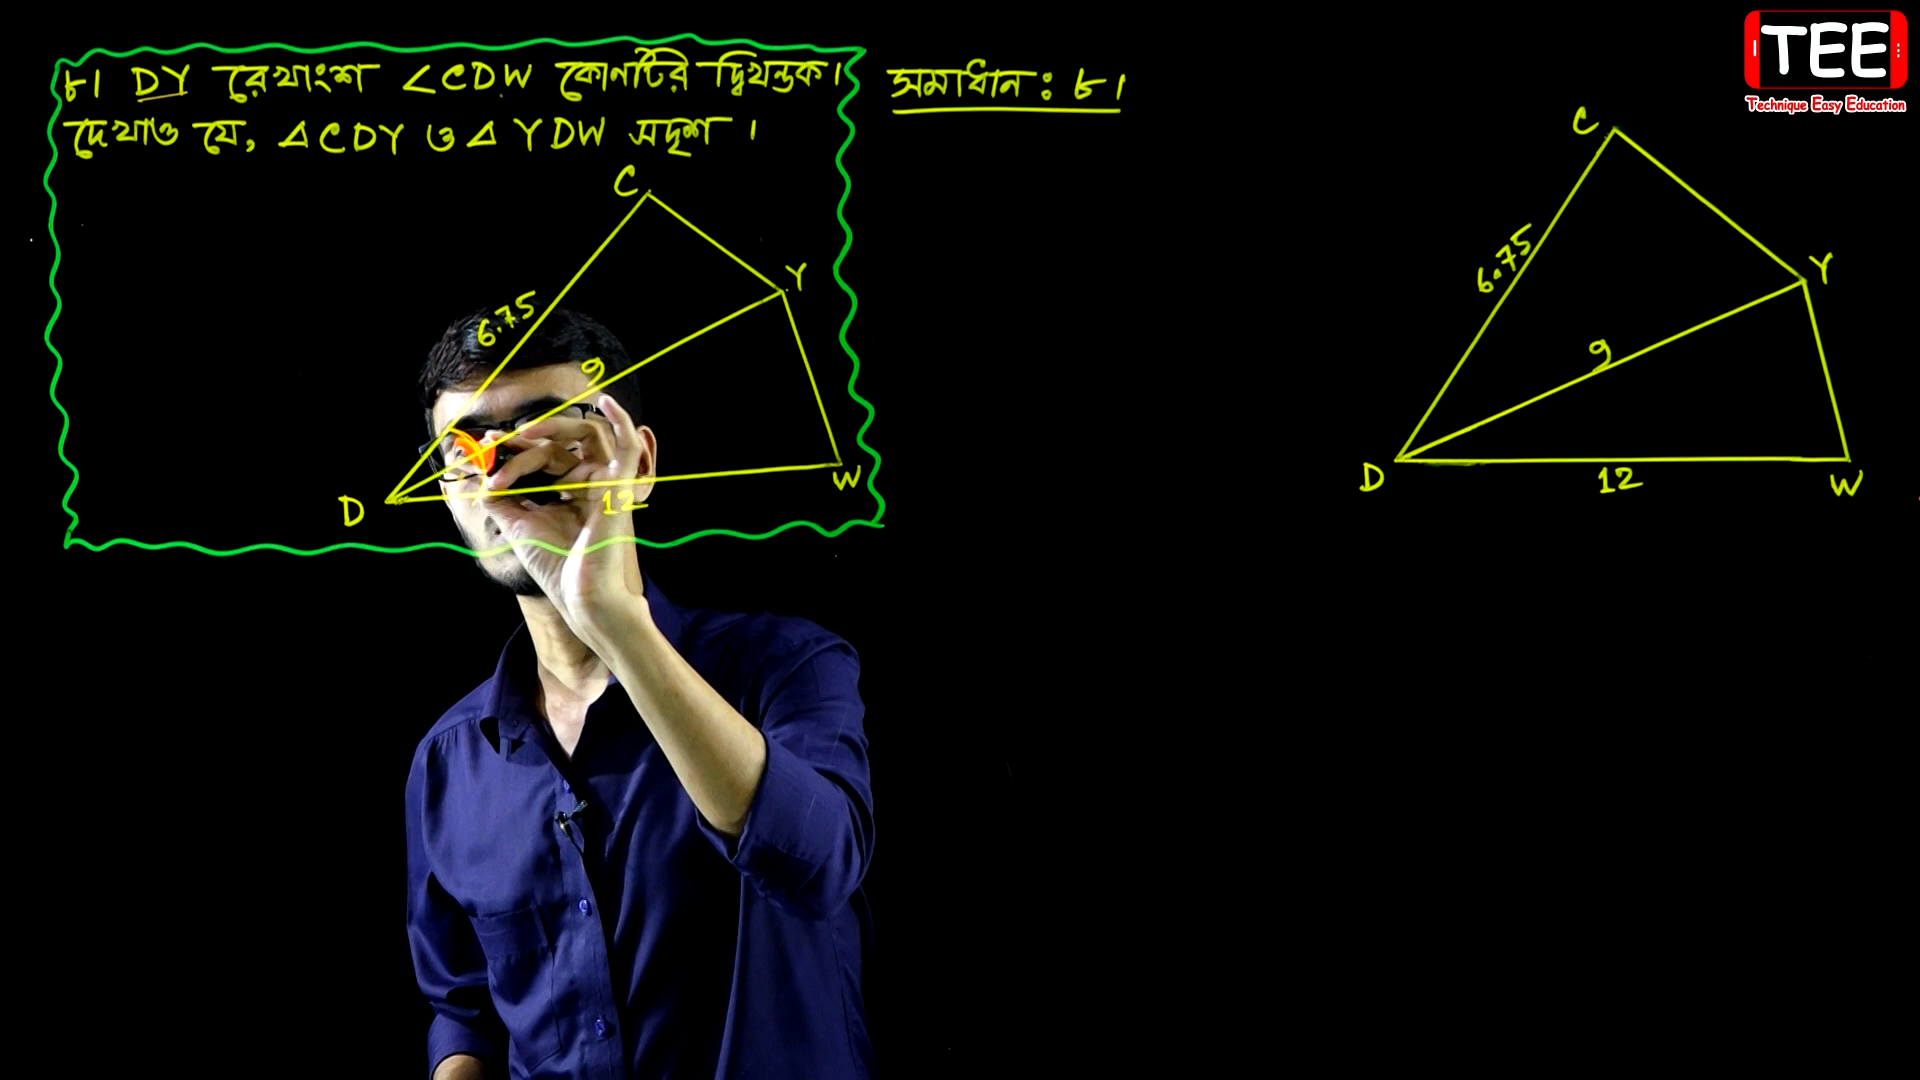 ৮। DY রেখাংশ <CDW কোনটির দ্বিখন্ডক।
দেখাও যে, △CDY ও △YDW সদৃশ ।
C
Y
6.75
9
D
12
W
সমাধান : ৮।
C
Y
6.75
9
D
12
W
TEE
Technique Easy Education